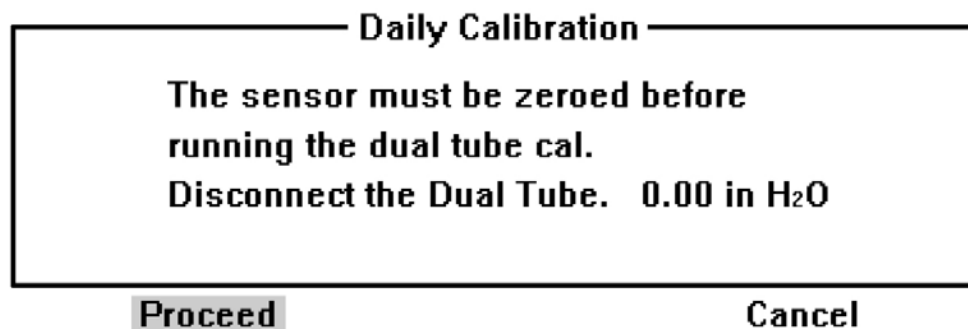 Daily Calibration
The sensor must be zeroed before
running the dual tube cal.
Disconnect the Dual Tube. 0.00 in H₂O
Proceed Cancel